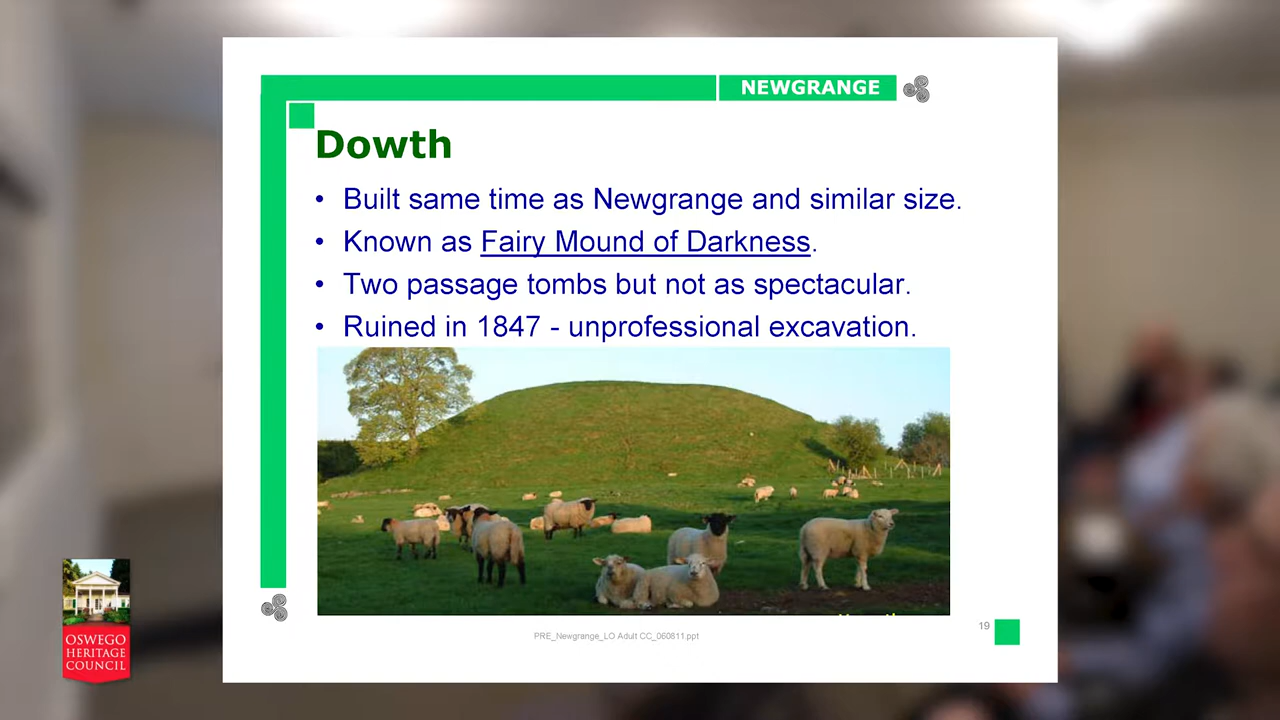 NEWGRANGE
Dowth
• Built same time as Newgrange and similar size.
• Known as Fairy Mound of Darkness.
• Two passage tombs but not as spectacular.
• Ruined in 1847 - unprofessional excavation.
PRE_Newgrange_LO Adult CC_060811.ppt
19
OSWEGO
HERITAGE
COUNCIL